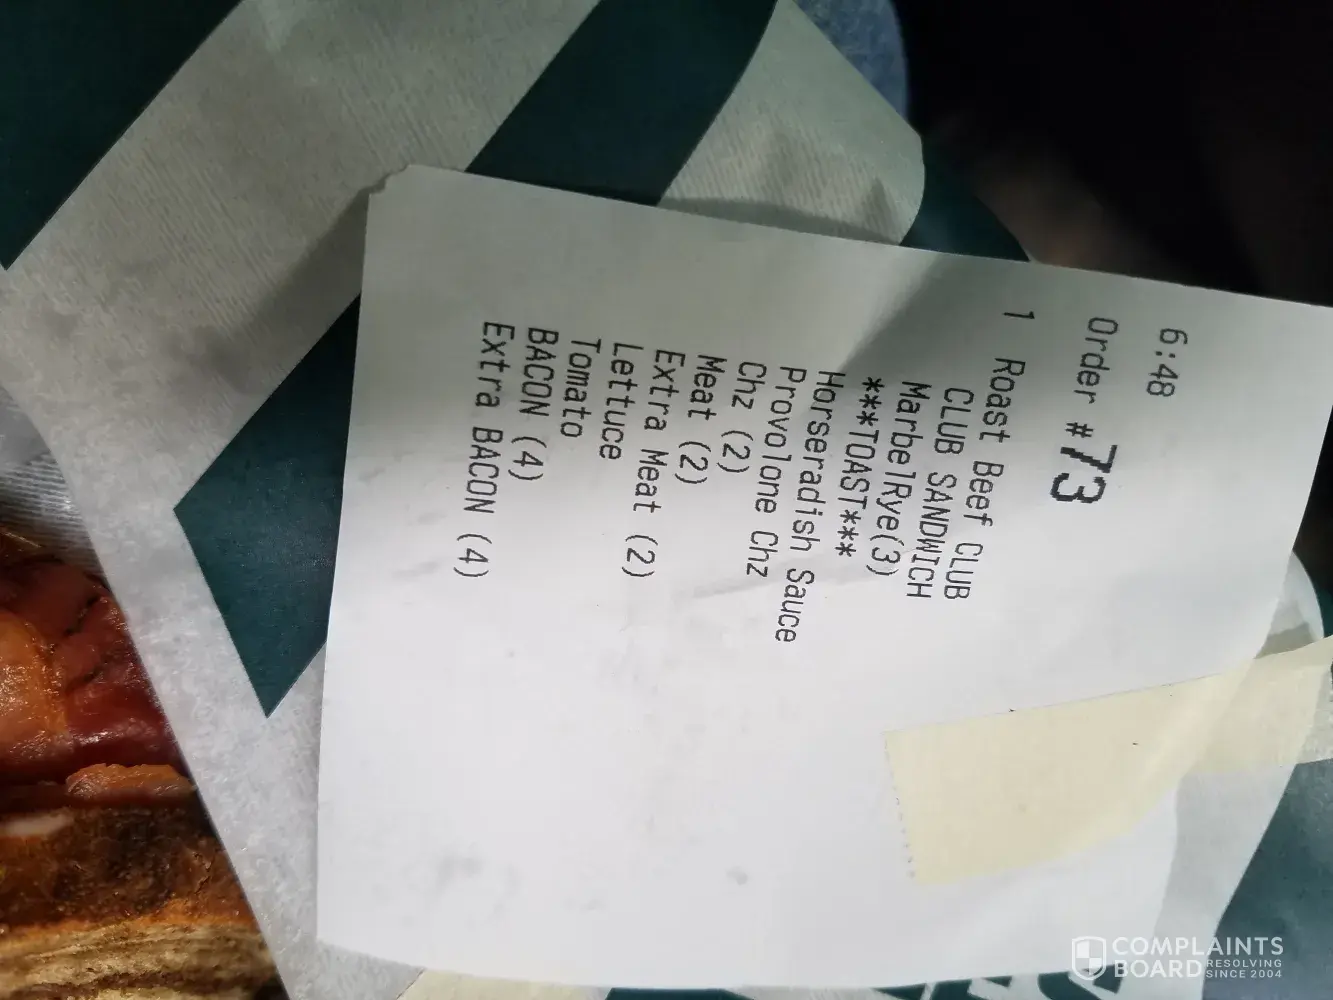 6:48
Order #73
1 Roast Beef CLUB
CLUB SANDWICH
MarbelRye(3)
***TOAST***
Horseradish Sauce
Provolone Chz
Chz (2)
Meat (2)
Extra Meat (2)
Lettuce
Tomato
BACON (4)
Extra BACON (4)
COMPLAINTS
BOARD RESOLVING
SINCE 2004